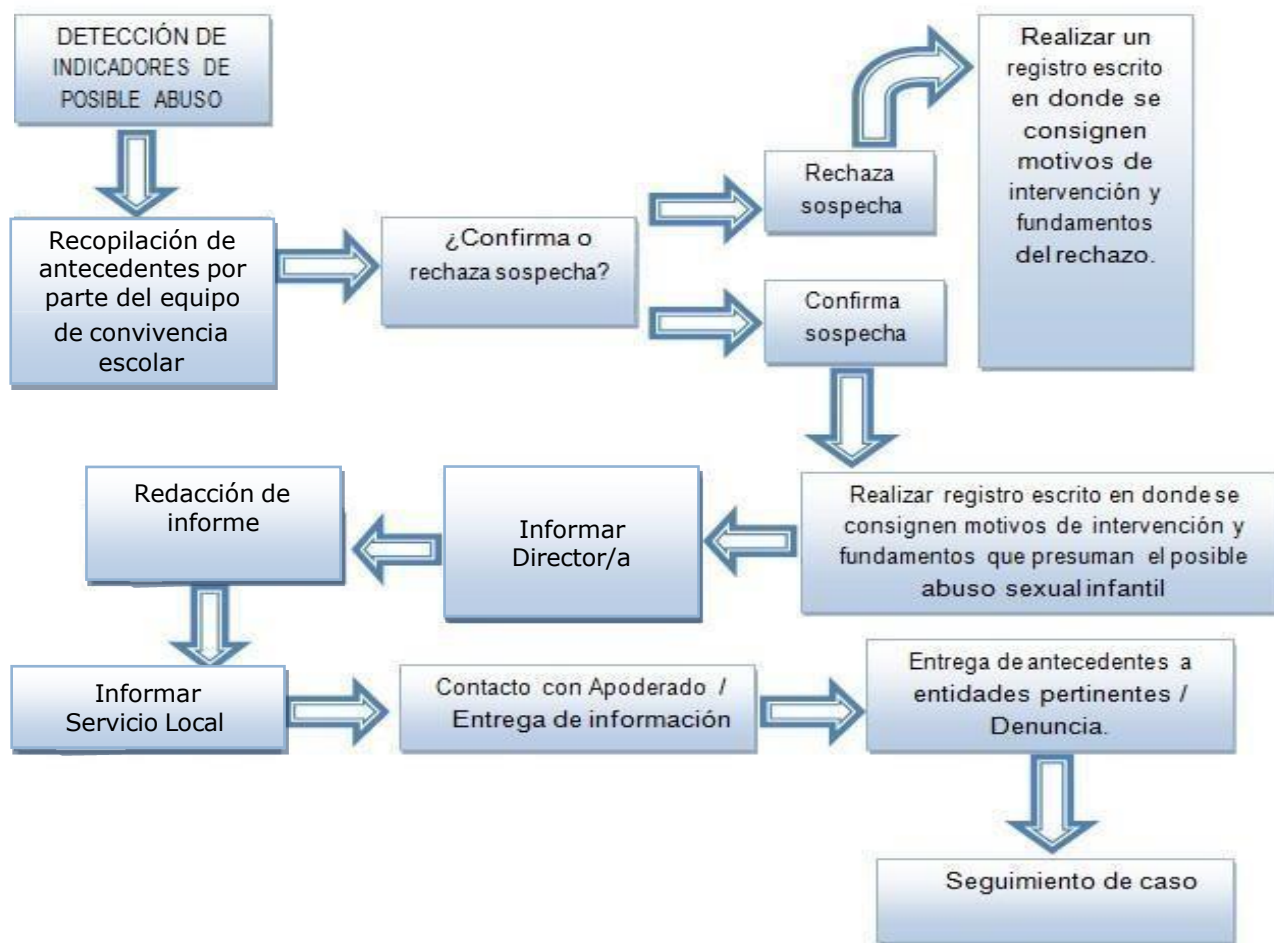 DETECCIÓN DE
INDICADORES DE
POSIBLE ABUSO
Recopilación de
antecedentes por
parte del equipo
de convivencia
escolar
¿Confirma o
rechaza sospecha?
Rechaza
sospecha
Realizar un
registro escrito
en donde se
consignen
motivos de
intervención y
fundamentos
del rechazo.
Confirma
sospecha
Realizar registro escrito en donde se
consignen motivos de intervención y
fundamentos que presuman el posible
abuso sexual infantil
Informar
Director/a
Redacción de
informe
Informar
Servicio Local
Contacto con Apoderado /
Entrega de información
Entrega de antecedentes a
entidades pertinentes /
Denuncia.
Seguimiento de caso